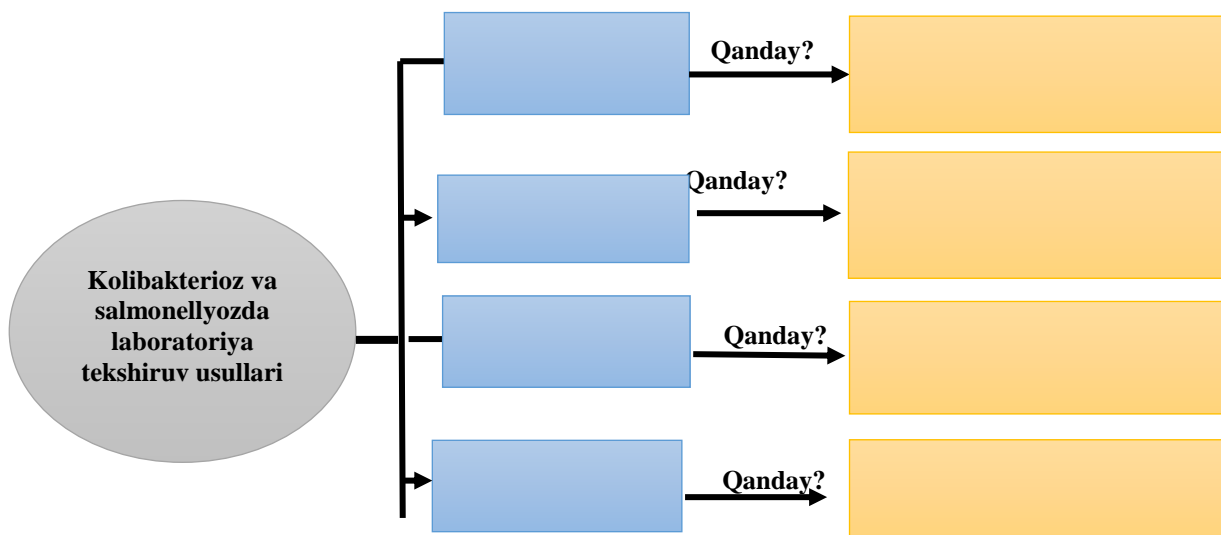 Qanday?
Qanday?
Kolibakterioz va
salmonellyozda
laboratoriya
tekshiruv usullari
Qanday?
Qanday?